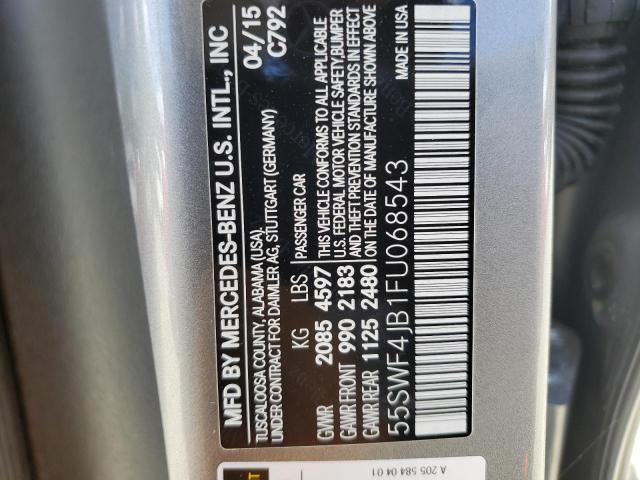 MFD BY MERCEDES-BENZ U.S. INTL., INC
04/15
C792
TUSCALOOSA COUNTY, ALABAMA (USA)
UNDER CONTRACT FOR DAIMLER AG, STUTTGART (GERMANY)
KG LBS PASSENGER CAR
GVWR 2085 4597
GAWR FRONT 990 2183
GAWR REAR 1125 2480
THIS VEHICLE CONFORMS TO ALL APPLICABLE
U.S. FEDERAL MOTOR VEHICLE SAFETY,BUMPER
AND THEFT PREVENTION STANDARDS IN EFFECT
ON THE DATE OF MANUFACTURE SHOWN ABOVE
MADE IN USA
55SWF4JB1FU068543
A 205 584 04 01